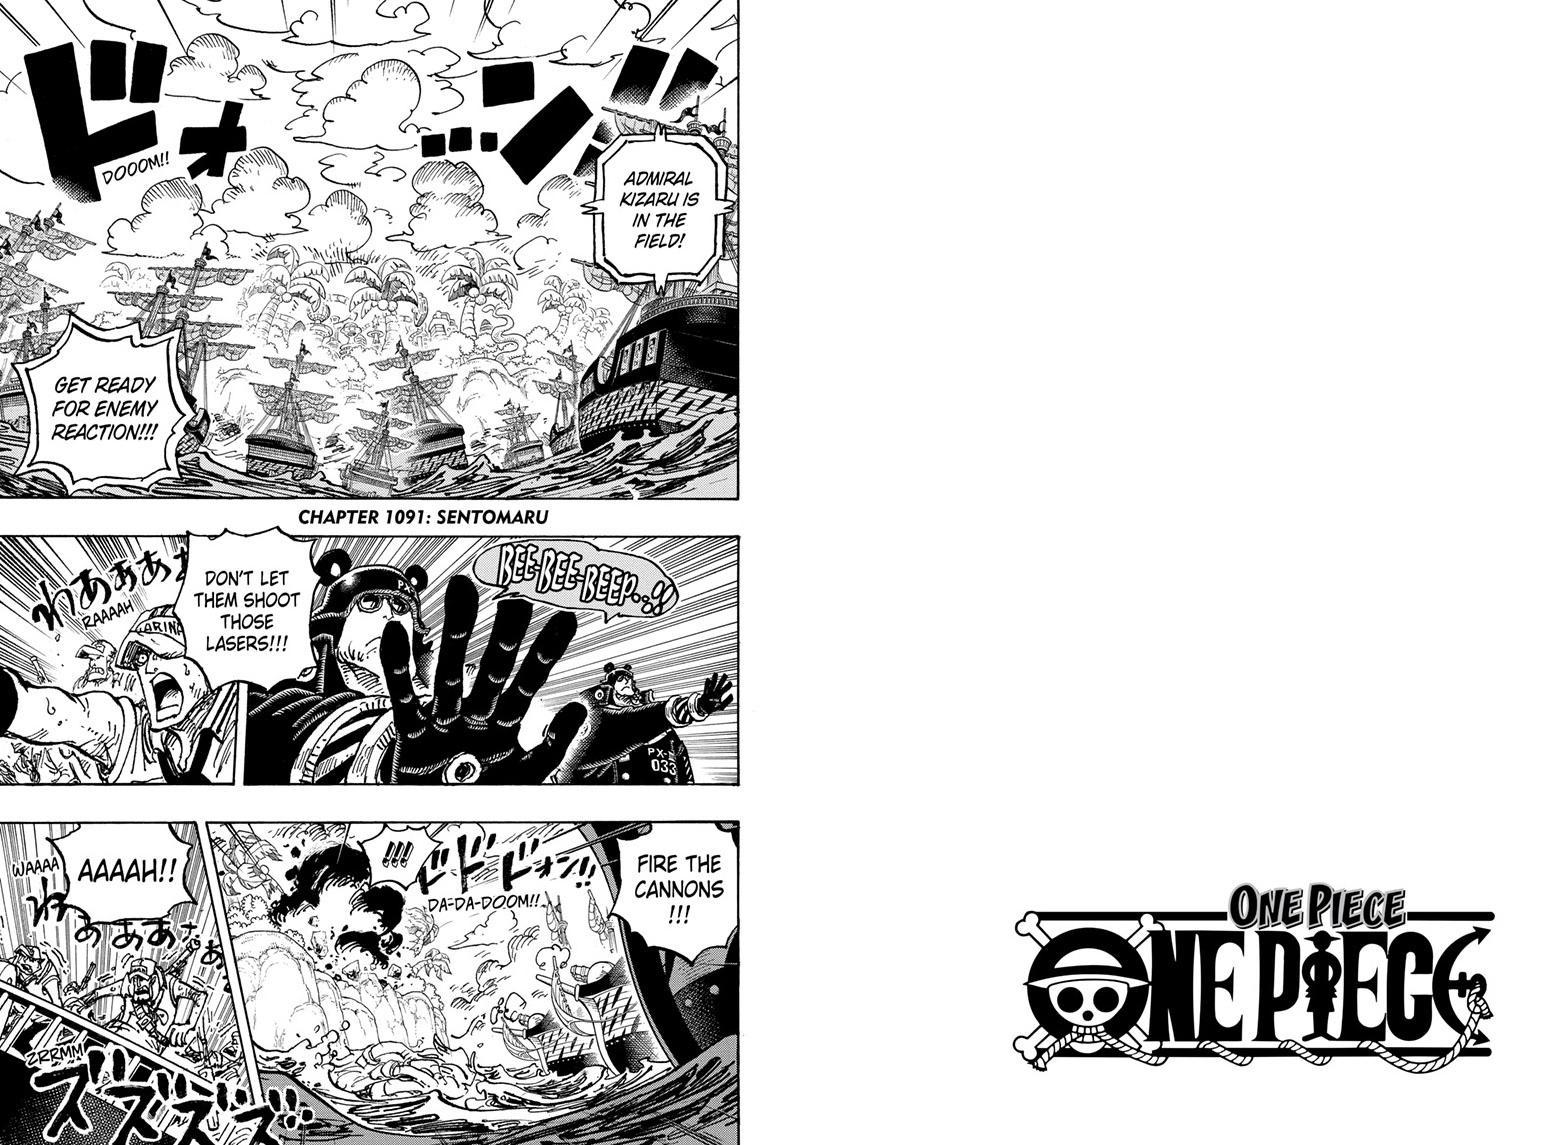 ドォ
ンッ!!
DOOOM!!
ADMIRAL
KIZARU IS
IN THE
FIELD!
GET READY
FOR ENEMY
REACTION!!!
CHAPTER 1091: SENTOMARU
BEE-BEE-BEEP...!!
PX-
PX-
033
DON'T LET
THEM SHOOT
THOSE
LASERS!!!
わあああ
RAAAAH
MARINE
FIRE THE
CANNONS
!!!
ドドドォン!!
DA-DA-DOOM!!
!!!
AAAAH!!
WAAAA
わあああ
ZRRMM
ズズズズ...
ONE PIECE
ONE PIECE